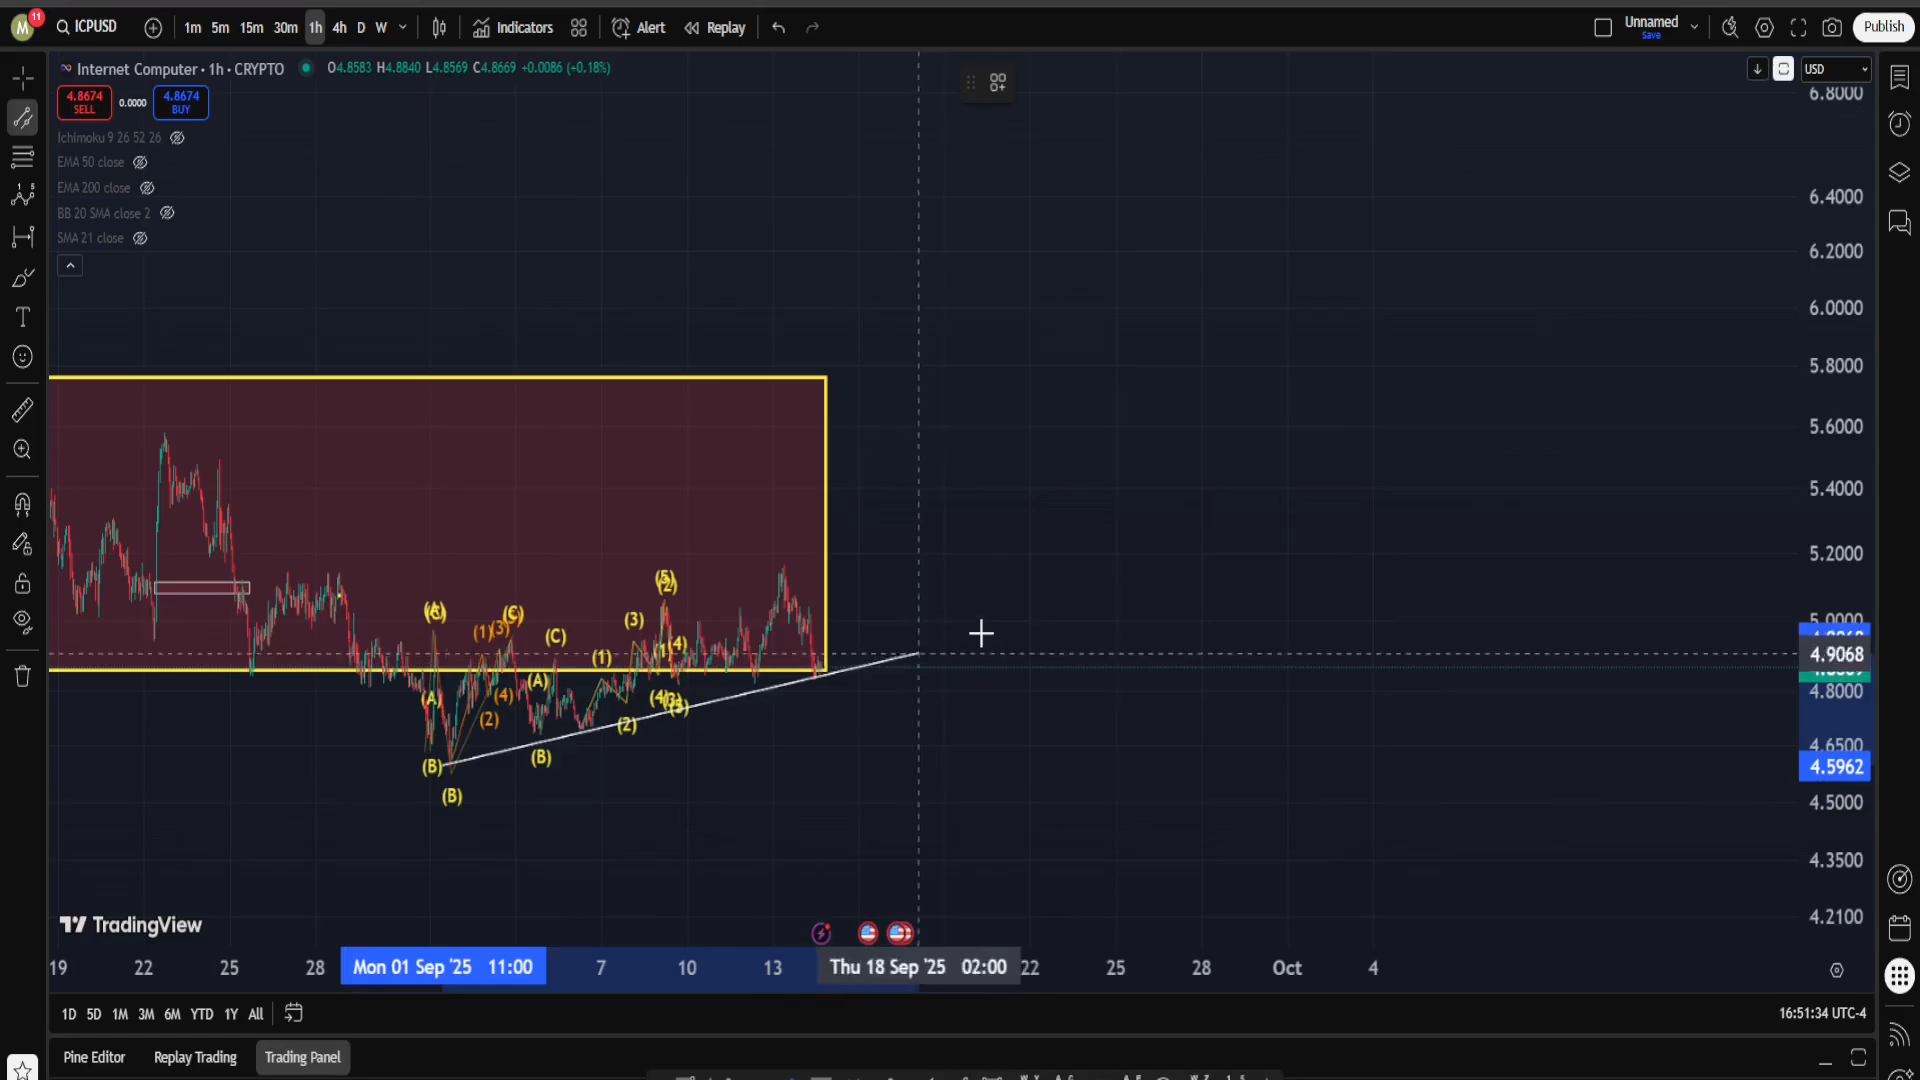 M 11 ICPUSD 1m 5m 15m 30m 1h 4h D W Indicators Alert Replay Unnamed Save Publish
Internet Computer · 1h · CRYPTO O4.8583 H4.8840 L4.8569 C4.8669 +0.0086 (+0.18%) USD
4.8674 SELL 0.0000 4.8674 BUY
Ichimoku 9 26 52 26
EMA 50 close
EMA 200 close
BB 20 SMA close 2
SMA 21 close
6.8000
6.4000
6.2000
6.0000
5.8000
5.6000
5.4000
5.2000
5.0000
4.9068
4.8000
4.6500
4.5962
4.5000
4.3500
4.2100
(A)
(C)
(5)
(2)
(3)
(1)
(3)
(C)
(C)
(4)
(1)
(A)
(A)
(4)
(4)
(2)
(2)
(B)
(B)
(B)
TradingView
19 22 25 28 Mon 01 Sep '25 11:00 7 10 13 Thu 18 Sep '25 02:00 22 25 28 Oct 4
1D 5D 1M 3M 6M YTD 1Y All 16:51:34 UTC-4
Pine Editor Replay Trading Trading Panel